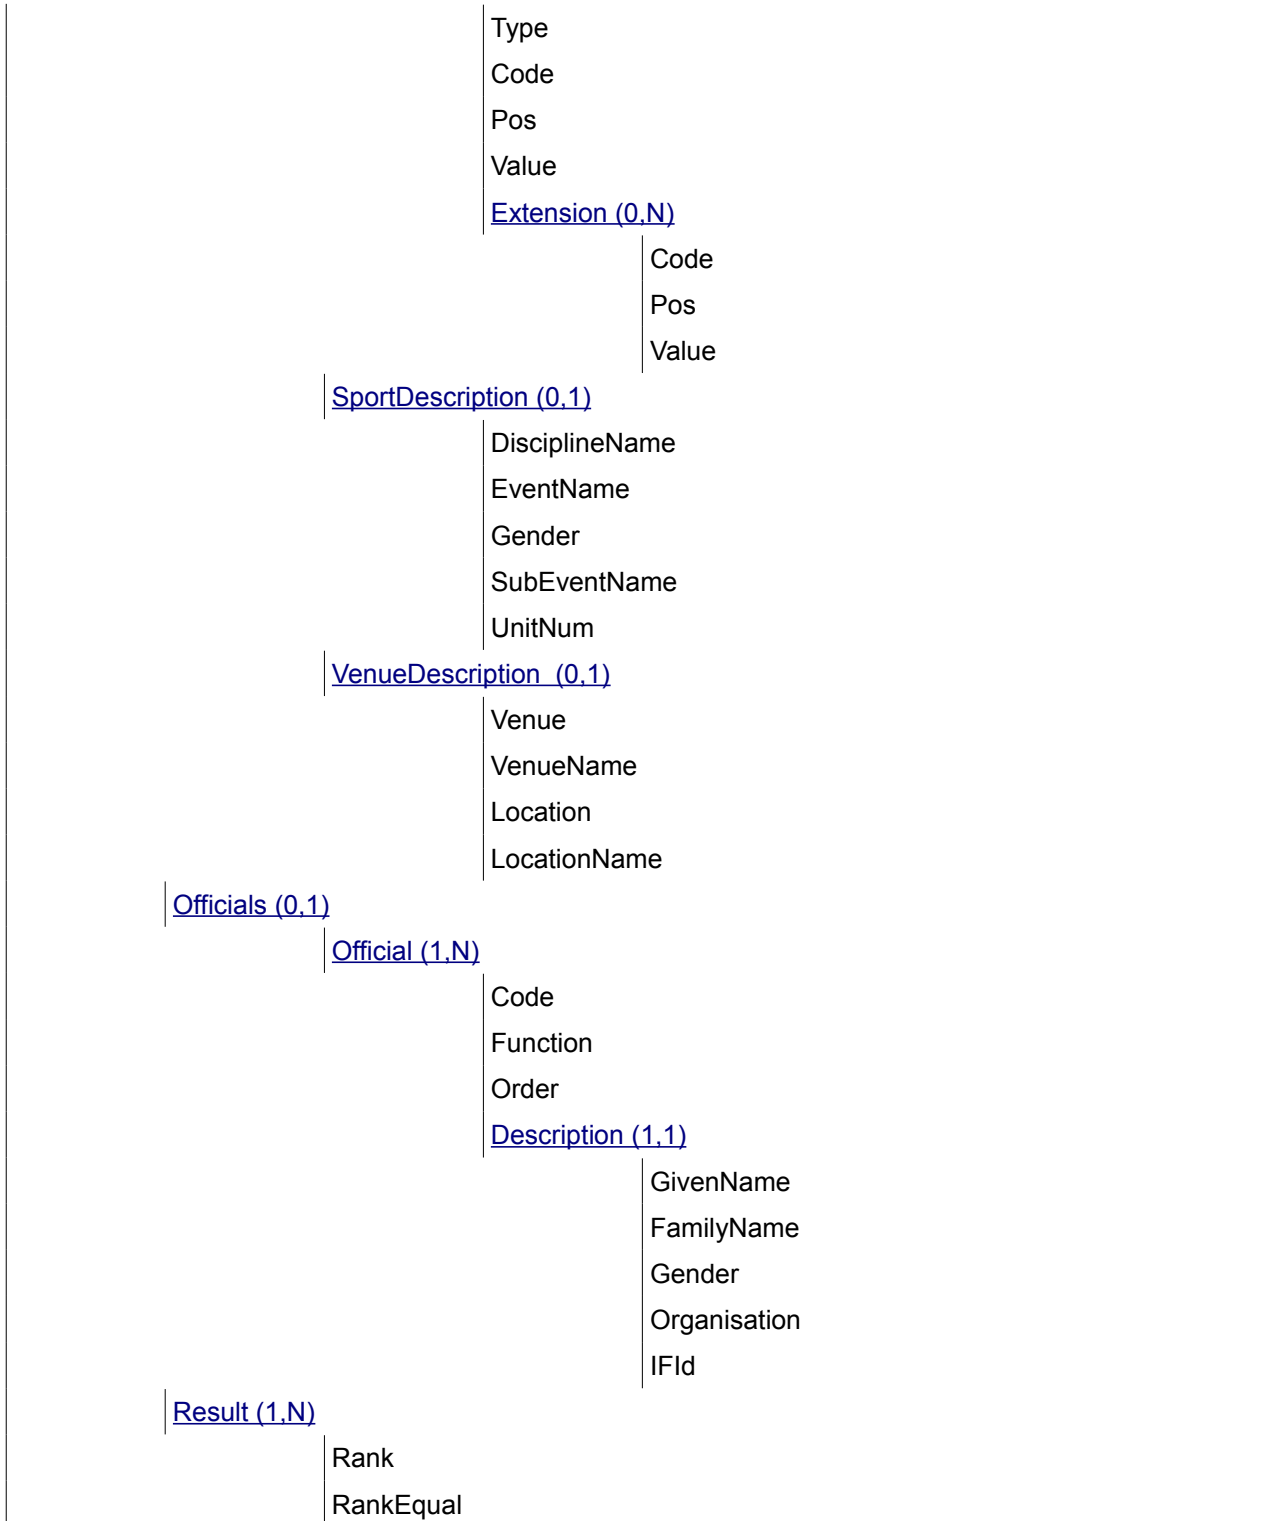 Type
Code
Pos
Value
Extension (0,N)
Code
Pos
Value
SportDescription (0,1)
DisciplineName
EventName
Gender
SubEventName
UnitNum
VenueDescription  (0,1)
Venue
VenueName
Location
LocationName
Officials (0,1)
Official (1,N)
Code
Function
Order
Description (1,1)
GivenName
FamilyName
Gender
Organisation
IFId
Result (1,N)
Rank
RankEqual